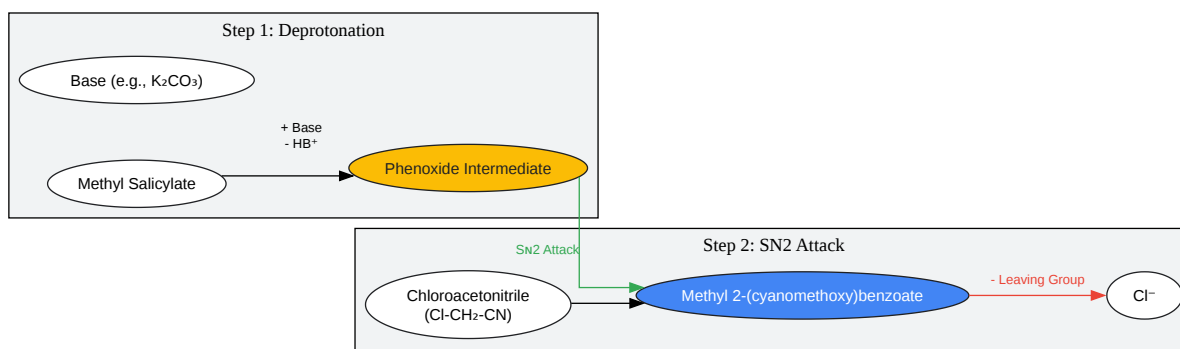 Step 1: Deprotonation
Base (e.g., K₂CO₃)
+ Base
- HB⁺
Methyl Salicylate
Phenoxide Intermediate
Step 2: SN2 Attack
Sɴ2 Attack
Chloroacetonitrile
(Cl-CH₂-CN)
Methyl 2-(cyanomethoxy)benzoate
- Leaving Group
Cl⁻